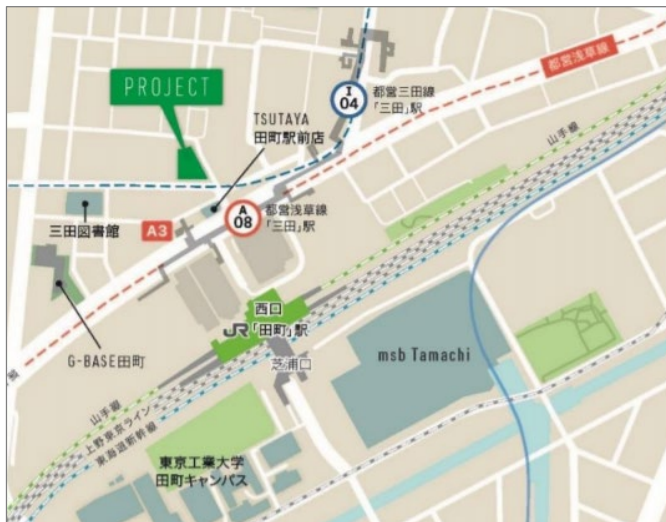 PROJECT
TSUTAYA
田町駅前店
I
04
都営三田線
「三田」駅
都営浅草線
山手線
三田図書館
A3
A
08
都営浅草線
「三田」駅
西口
JR「田町」駅
芝浦口
msb Tamachi
G-BASE田町
山手線
上野東京ライン
東海道新幹線
東京工業大学
田町キャンパス